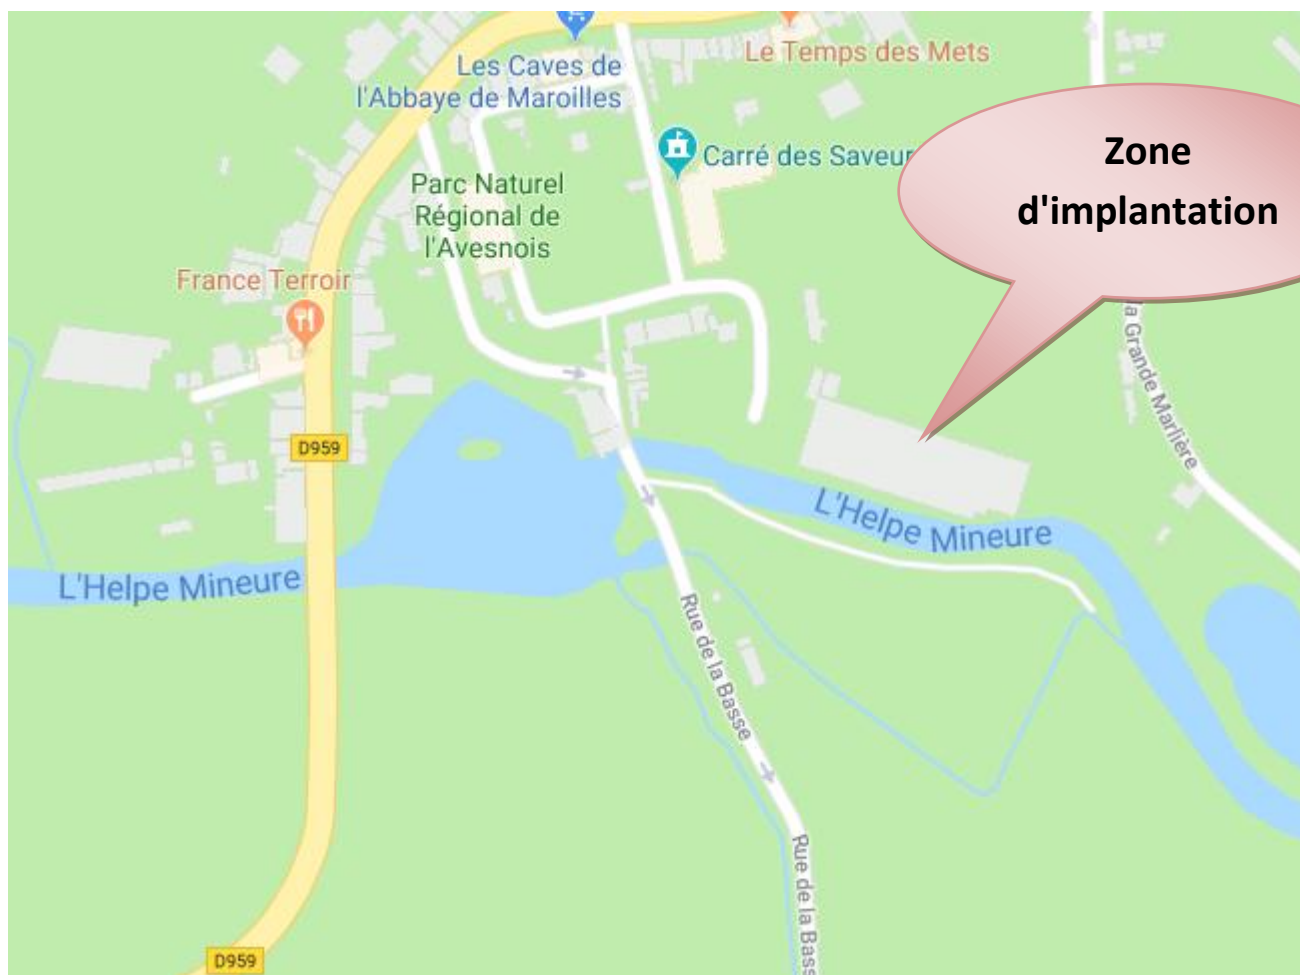 Le Temps des Mets
Les Caves de
l'Abbaye de Maroilles
Zone
d'implantation
Carré des Saveur
Parc Naturel
Régional de
l'Avesnois
France Terroir
la Grande Marlière
D959
L'Helpe Mineure
L'Helpe Mineure
Rue de la Basse
Rue de la Bass
D959